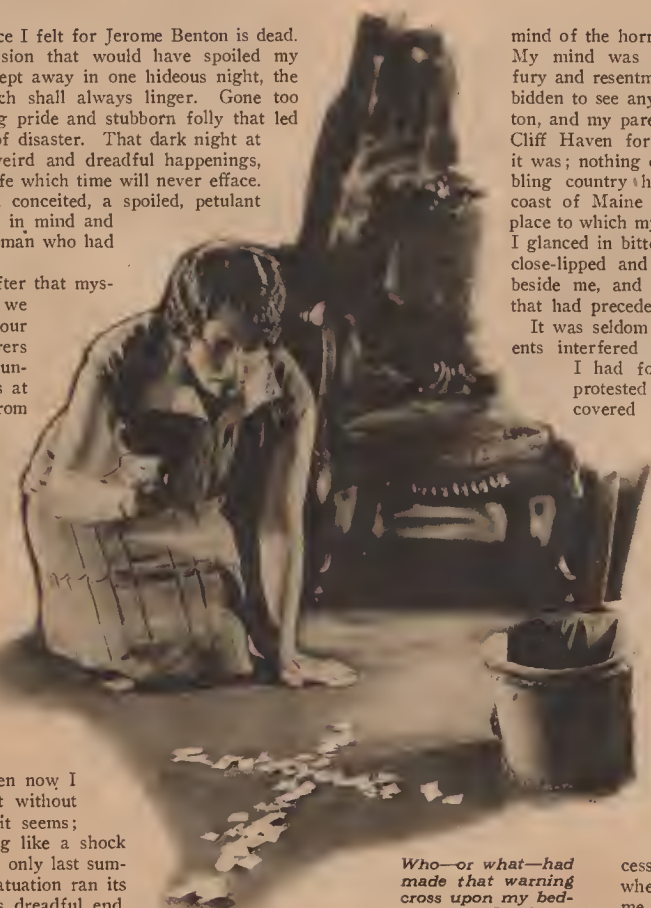 ce I felt for Jerome Benton is dead.
sion that would have spoiled my
ept away in one hideous night, the
ch shall always linger. Gone too
g pride and stubborn folly that led
of disaster. That dark night at
veird and dreadful happenings,
fe which time will never efface.
conceited, a spoiled, petulant
in mind and
man who had
fter that mys-
we
our
rers
un-
s at
rom
en now I
t without
it seems;
g like a shock
only last sum-
atuation ran its
s dreadful end
Who—or what—had
made that warning
cross upon my bed-
mind of the horr
My mind was
fury and resentm
bidden to see any
ton, and my pare
Cliff Haven for
it was; nothing
bling country h
coast of Maine
place to which my
I glanced in bitte
close-lipped and
beside me, and
that had precede
It was seldom
ents interfered
I had fo
protested
covered
cess
whe
me